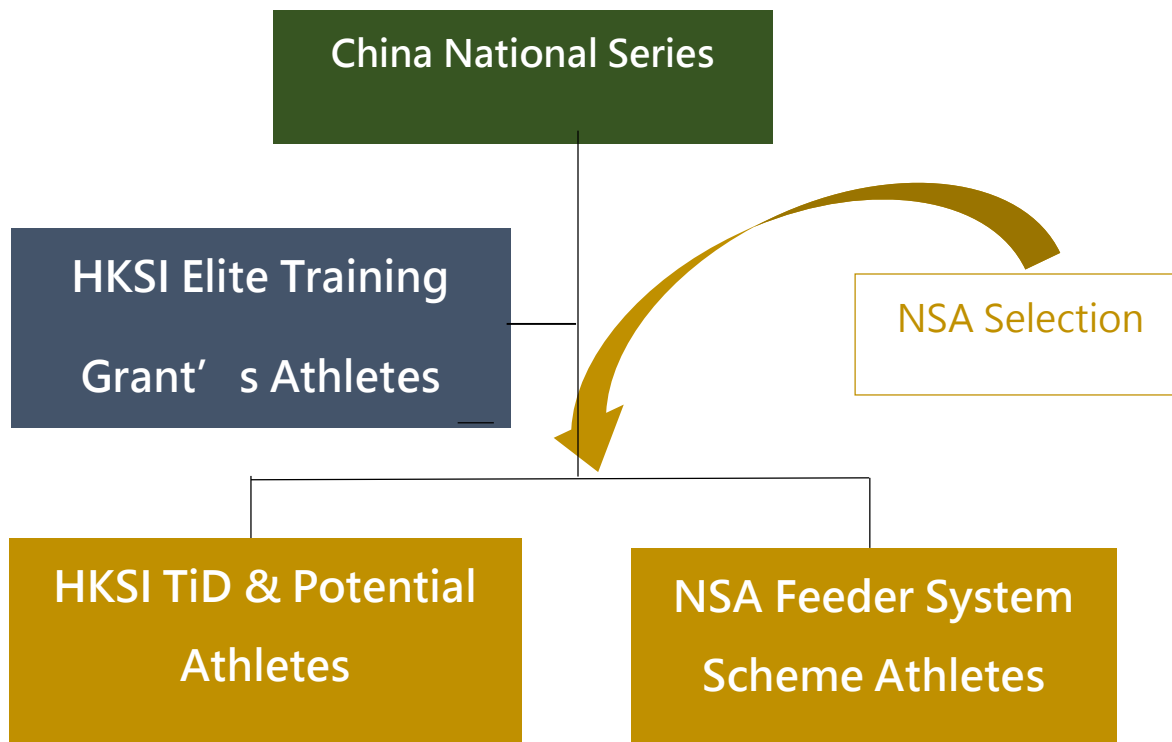 China National Series
HKSI Elite Training
Grant’s Athletes
NSA Selection
HKSI TiD & Potential
Athletes
NSA Feeder System
Scheme Athletes